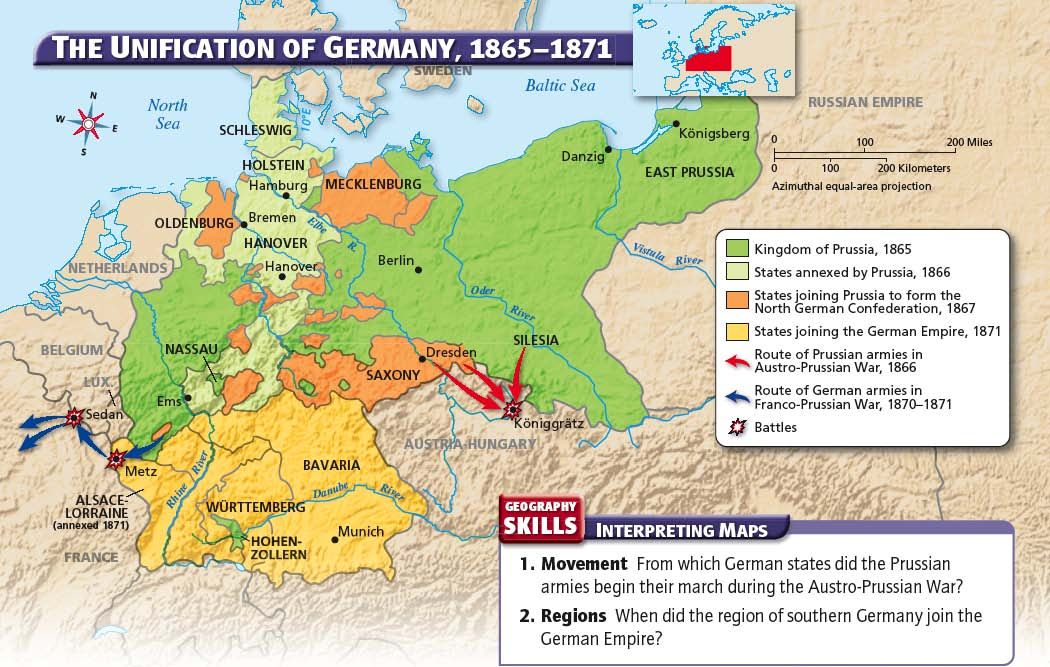 THE UNIFICATION OF GERMANY, 1865–1871
SWEDEN
Baltic Sea
North
Sea
RUSSIAN EMPIRE
N
W
E
S
10°E
SCHLESWIG
Königsberg
0
100
200 Miles
0
100
200 Kilometers
Azimuthal equal-area projection
Danzig
EAST PRUSSIA
HOLSTEIN
Hamburg
MECKLENBURG
OLDENBURG
Bremen
Elbe
R.
HANOVER
Hanover
Berlin
NETHERLANDS
Vistula River
Oder
River
Kingdom of Prussia, 1865
States annexed by Prussia, 1866
States joining Prussia to form the
North German Confederation, 1867
States joining the German Empire, 1871
Route of Prussian armies in
Austro-Prussian War, 1866
Route of German armies in
Franco-Prussian War, 1870–1871
Battles
BELGIUM
NASSAU
SILESIA
Dresden
SAXONY
LUX.
Ems
Sedan
Königgrätz
AUSTRIA-HUNGARY
Metz
BAVARIA
Rhine River
Danube River
ALSACE-
LORRAINE
(annexed 1871)
WÜRTTEMBERG
Munich
HOHEN-
ZOLLERN
FRANCE
GEOGRAPHY
SKILLS
INTERPRETING MAPS
1. Movement From which German states did the Prussian
armies begin their march during the Austro-Prussian War?
2. Regions When did the region of southern Germany join the
German Empire?